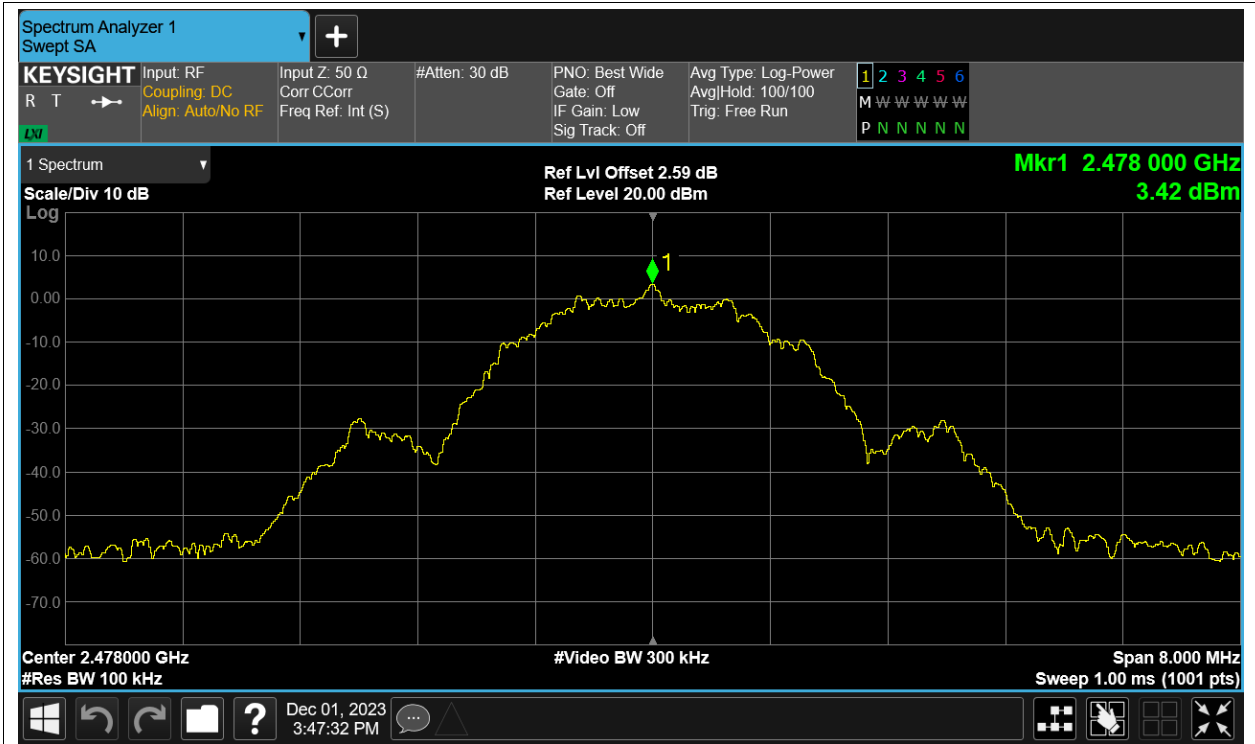 Spectrum Analyzer 1
Swept SA
KEYSIGHT
R T
LXI
Input: RF
Coupling: DC
Align: Auto/No RF
Input Z: 50 Ω
Corr CCorr
Freq Ref: Int (S)
#Atten: 30 dB
PNO: Best Wide
Gate: Off
IF Gain: Low
Sig Track: Off
Avg Type: Log-Power
Avg|Hold: 100/100
Trig: Free Run
1 2 3 4 5 6
M W W W W W W
P N N N N N N
1 Spectrum
Scale/Div 10 dB
Log
Ref Lvl Offset 2.59 dB
Ref Level 20.00 dBm
Mkr1 2.478 000 GHz
3.42 dBm
1
10.0
0.00
-10.0
-20.0
-30.0
-40.0
-50.0
-60.0
-70.0
Center 2.478000 GHz
#Video BW 300 kHz
Span 8.000 MHz
#Res BW 100 kHz
Sweep 1.00 ms (1001 pts)
?
Dec 01, 2023
3:47:32 PM